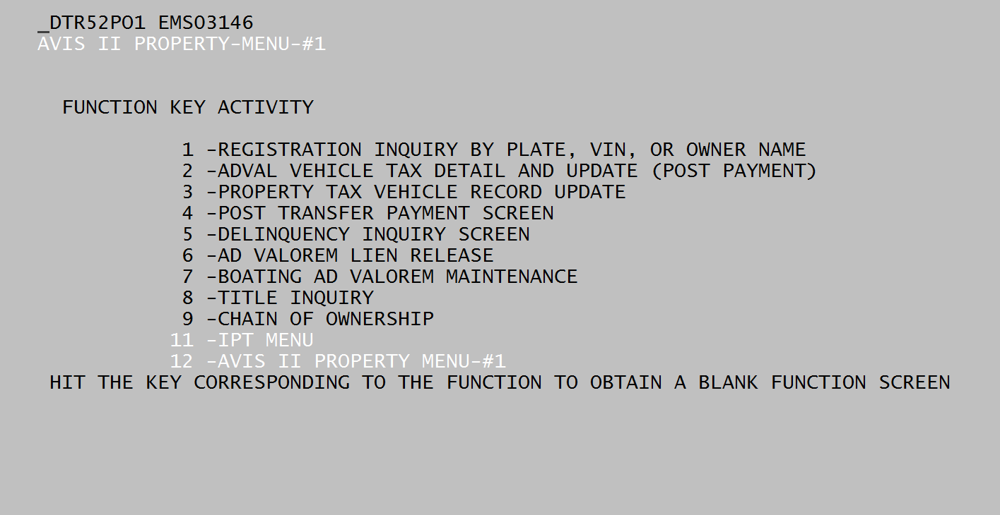 _DTR52PO1 EMSO3146
AVIS II PROPERTY-MENU-#1
FUNCTION KEY ACTIVITY
1 -REGISTRATION INQUIRY BY PLATE, VIN, OR OWNER NAME
2 -ADVAL VEHICLE TAX DETAIL AND UPDATE (POST PAYMENT)
3 -PROPERTY TAX VEHICLE RECORD UPDATE
4 -POST TRANSFER PAYMENT SCREEN
5 -DELINQUENCY INQUIRY SCREEN
6 -AD VALOREM LIEN RELEASE
7 -BOATING AD VALOREM MAINTENANCE
8 -TITLE INQUIRY
9 -CHAIN OF OWNERSHIP
11 -IPT MENU
12 -AVIS II PROPERTY MENU-#1
HIT THE KEY CORRESPONDING TO THE FUNCTION TO OBTAIN A BLANK FUNCTION SCREEN